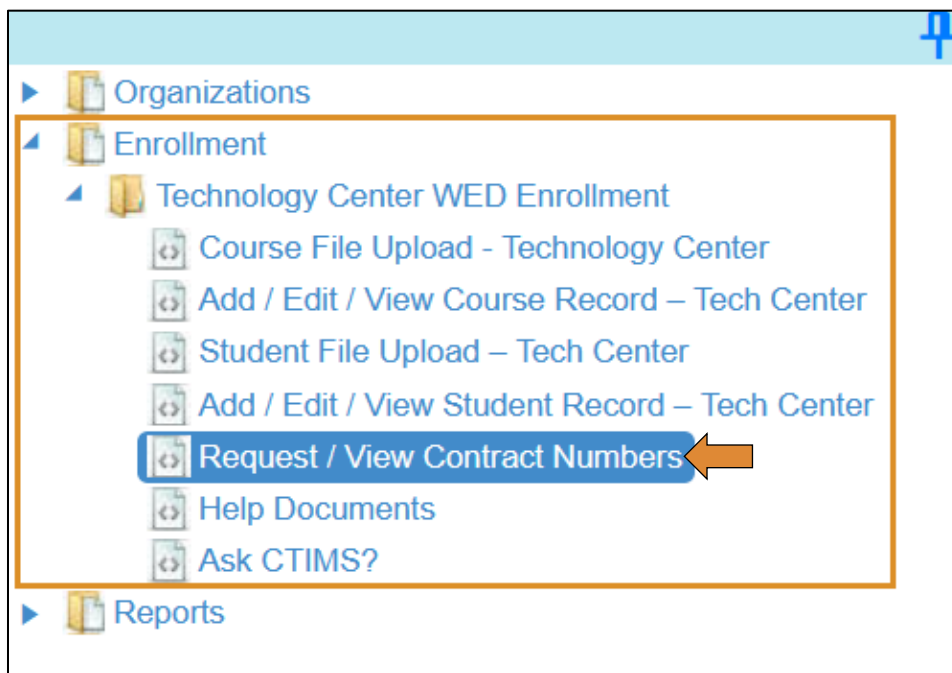 Organizations
Enrollment
Technology Center WED Enrollment
Course File Upload - Technology Center
Add / Edit / View Course Record – Tech Center
Student File Upload – Tech Center
Add / Edit / View Student Record – Tech Center
Request / View Contract Numbers
Help Documents
Ask CTIMS?
Reports